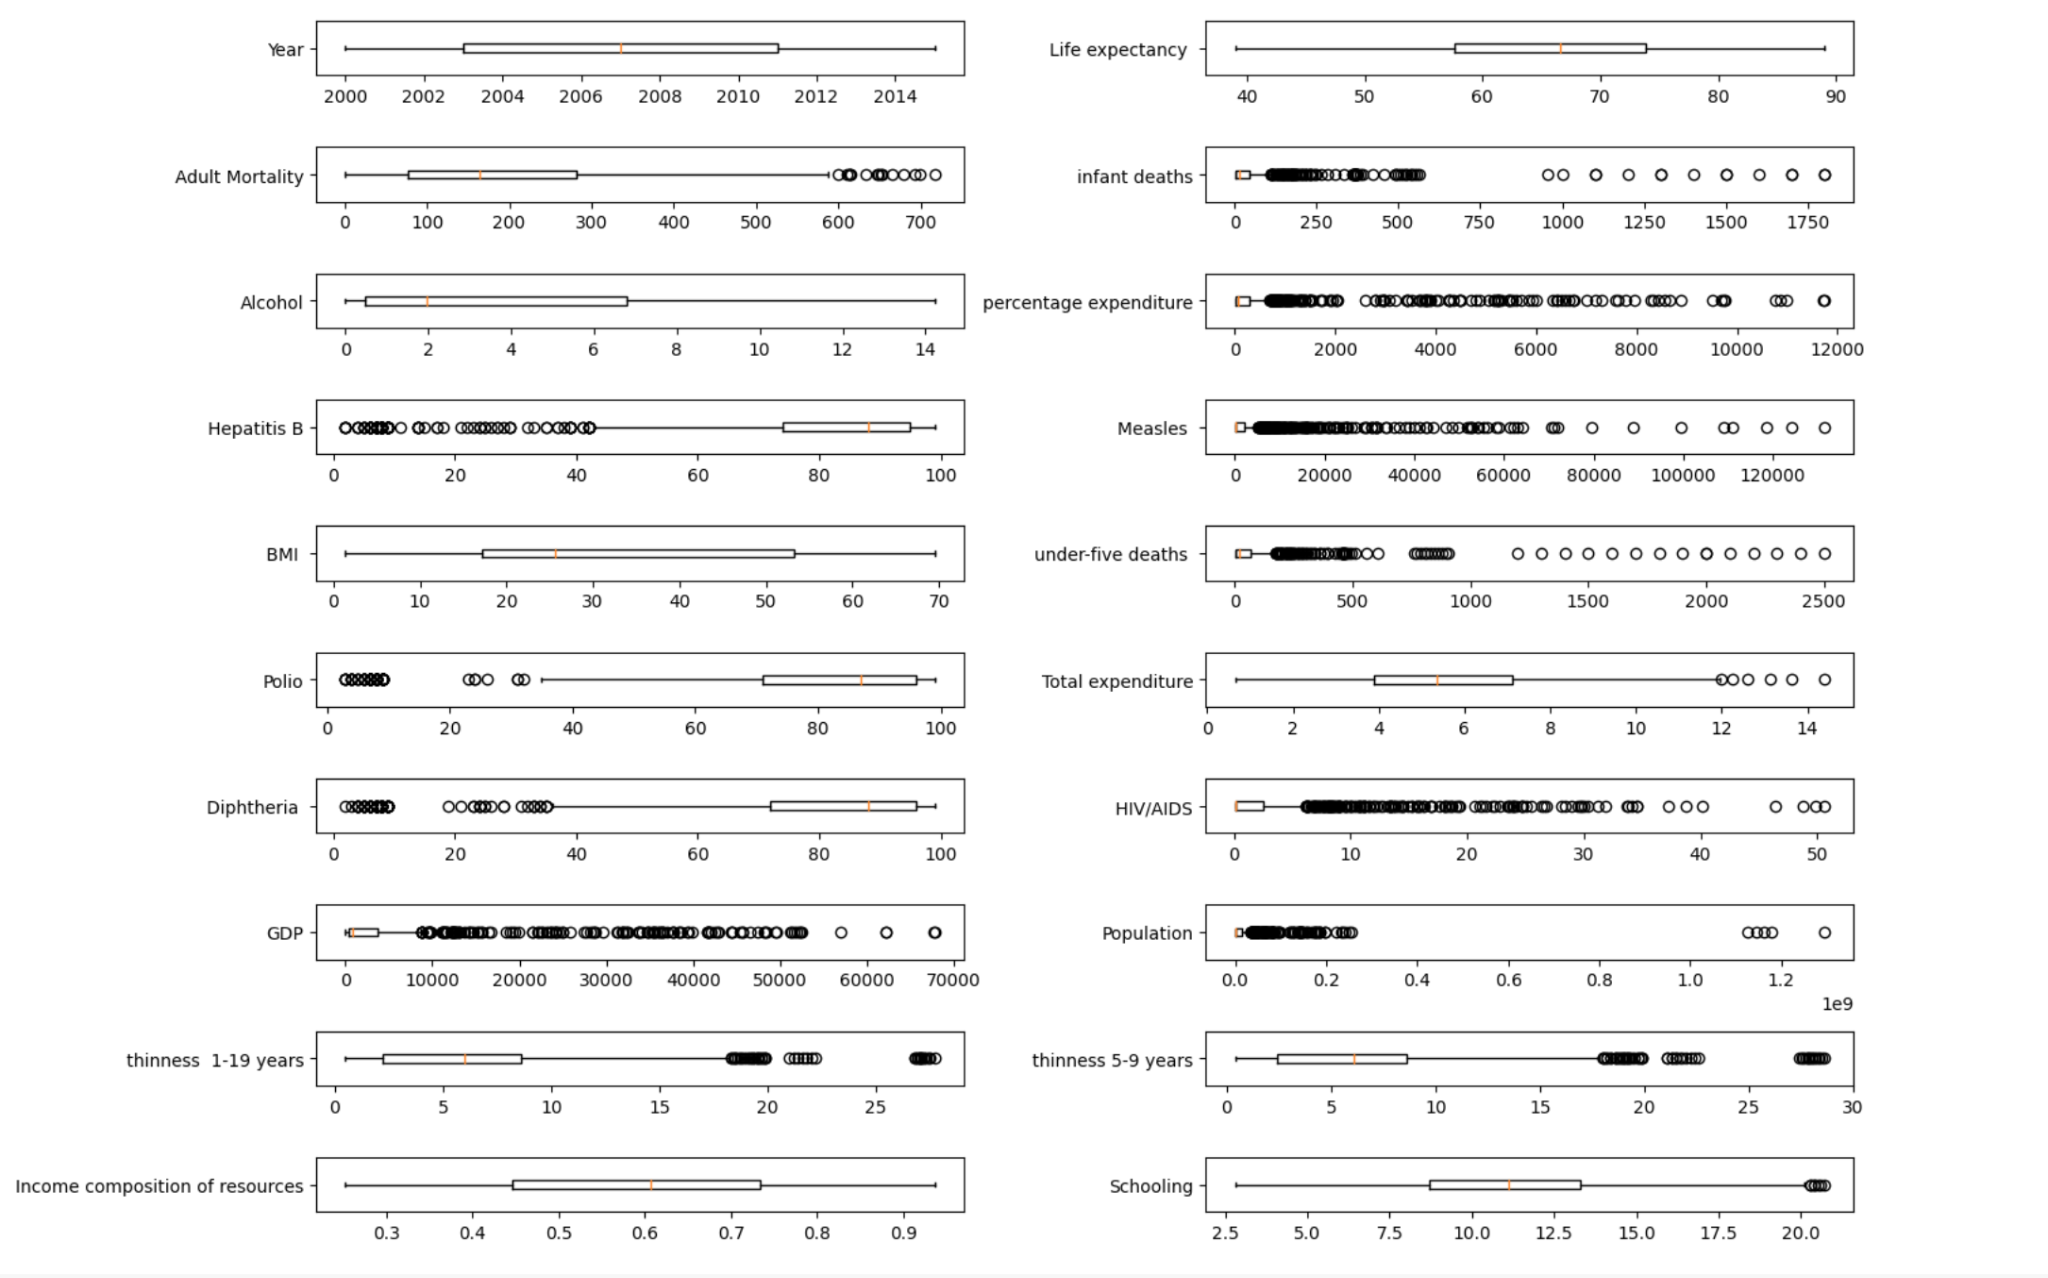 Year
2000 2002 2004 2006 2008 2010 2012 2014
Life expectancy
40 50 60 70 80 90
Adult Mortality
0 100 200 300 400 500 600 700
infant deaths
0 250 500 750 1000 1250 1500 1750
Alcohol
0 2 4 6 8 10 12 14
percentage expenditure
0 2000 4000 6000 8000 10000 12000
Hepatitis B
0 20 40 60 80 100
Measles
0 20000 40000 60000 80000 100000 120000
BMI
0 10 20 30 40 50 60 70
under-five deaths
0 500 1000 1500 2000 2500
Polio
0 20 40 60 80 100
Total expenditure
0 2 4 6 8 10 12 14
Diphtheria
0 20 40 60 80 100
HIV/AIDS
0 10 20 30 40 50
GDP
0 10000 20000 30000 40000 50000 60000 70000
Population
0.0 0.2 0.4 0.6 0.8 1.0 1.2
1e9
thinness  1-19 years
0 5 10 15 20 25
thinness 5-9 years
0 5 10 15 20 25 30
Income composition of resources
0.3 0.4 0.5 0.6 0.7 0.8 0.9
Schooling
2.5 5.0 7.5 10.0 12.5 15.0 17.5 20.0